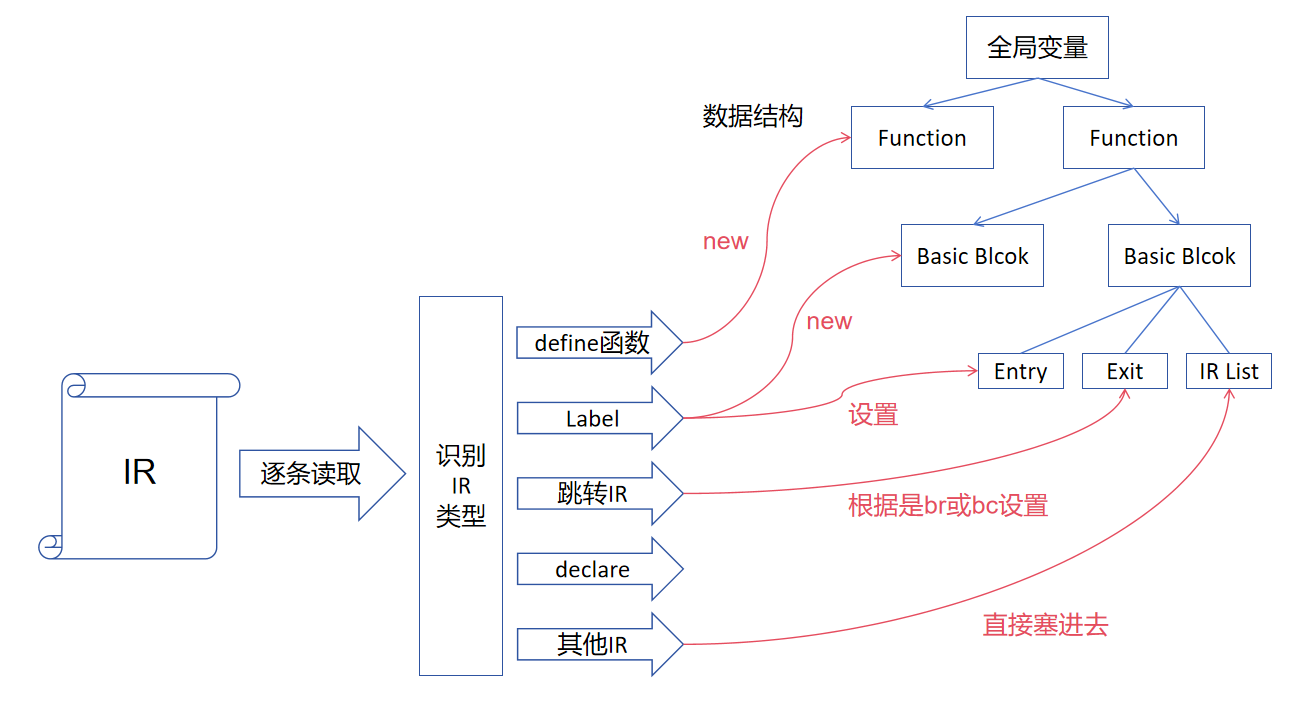 全局变量
数据结构
Function
Function
new
Basic Blcok
Basic Blcok
new
define函数
Entry
Exit
IR List
Label
设置
IR
逐条读取
识别
IR
类型
跳转IR
根据是br或bc设置
declare
其他IR
直接塞进去